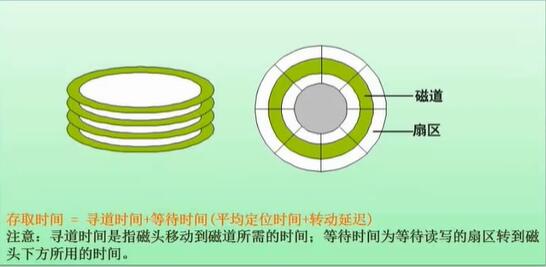 磁道
扇区
存取时间 = 寻道时间+等待时间(平均定位时间+转动延迟)
注意：寻道时间是指磁头移动到磁道所需的时间；等待时间为等待读写的扇区转到磁
头下方所用的时间。